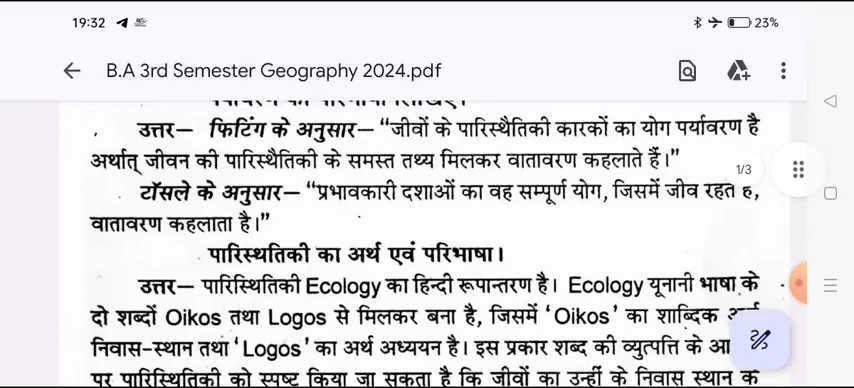 19:32
23%
B.A 3rd Semester Geography 2024.pdf
उत्तर– फिटिंग के अनुसार– “जीवों के पारिस्थैतिकी कारकों का योग पर्यावरण है
अर्थात् जीवन की पारिस्थैतिकी के समस्त तथ्य मिलकर वातावरण कहलाते हैं।”
1/3
टॉसले के अनुसार– “प्रभावकारी दशाओं का वह सम्पूर्ण योग, जिसमें जीव रहते हैं,
वातावरण कहलाता है।”
पारिस्थतिकी का अर्थ एवं परिभाषा।
उत्तर– पारिस्थितिकी Ecology का हिन्दी रूपान्तरण है। Ecology यूनानी भाषा के
दो शब्दों Oikos तथा Logos से मिलकर बना है, जिसमें ‘Oikos’ का शाब्दिक
निवास-स्थान तथा ‘Logos’ का अर्थ अध्ययन है। इस प्रकार शब्द की व्युत्पत्ति के
पर पारिस्थितिकी को स्पष्ट किया जा सकता है कि जीवों का उन्हीं के निवास स्थान के